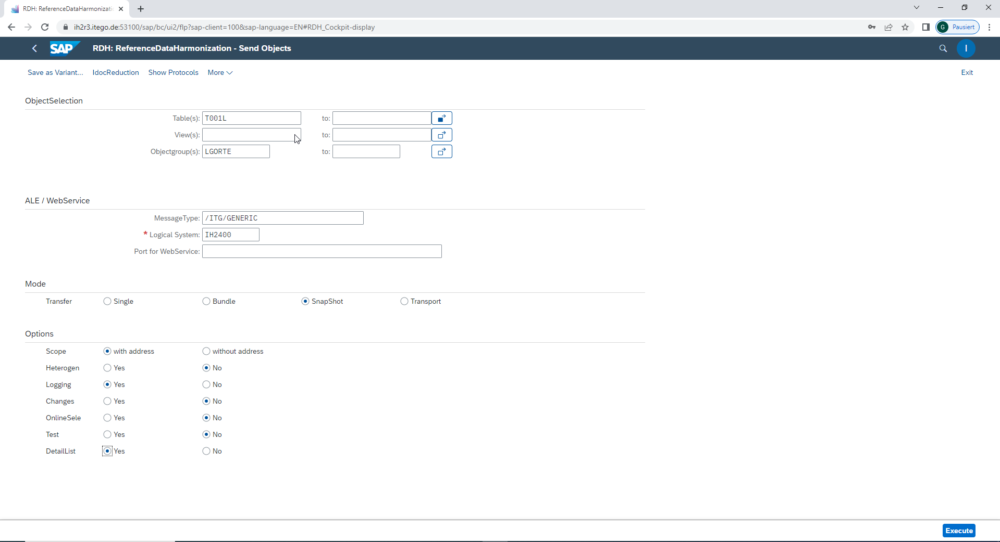 RDH: ReferenceDataHarmonizati
ih2r3.itego.de:53100/sap/bc/ui2/flp?sap-client=100&sap-language=EN#RDH_Cockpit-display
G Pausiert
SAP RDH: ReferenceDataHarmonization - Send Objects I
Save as Variant... IdocReduction Show Protocols More Exit
ObjectSelection
Table(s): T001L to:
View(s): to:
Objectgroup(s): LGORTE to:
ALE / WebService
MessageType: /ITG/GENERIC
* Logical System: IH2400
Port for WebService:
Mode
Transfer Single Bundle SnapShot Transport
Options
Scope with address without address
Heterogen Yes No
Logging Yes No
Changes Yes No
OnlineSele Yes No
Test Yes No
DetailList Yes No
Execute